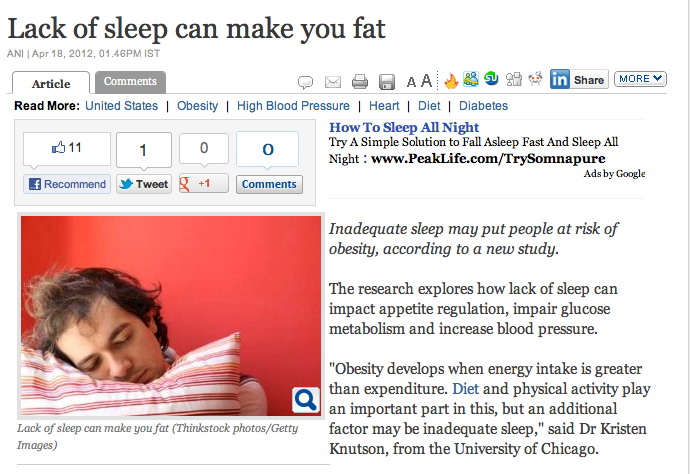 Lack of sleep can make you fat
ANI | Apr 18, 2012, 01.46PM IST
Article
Comments
A A
in Share
MORE
Read More: United States | Obesity | High Blood Pressure | Heart | Diet | Diabetes
11
1
0
0
f Recommend
Tweet
g +1
Comments
How To Sleep All Night
Try A Simple Solution to Fall Asleep Fast And Sleep All
Night : www.PeakLife.com/TrySomnapure
Ads by Google
Lack of sleep can make you fat (Thinkstock photos/Getty
Images)
Inadequate sleep may put people at risk of
obesity, according to a new study.
The research explores how lack of sleep can
impact appetite regulation, impair glucose
metabolism and increase blood pressure.
"Obesity develops when energy intake is greater
than expenditure. Diet and physical activity play
an important part in this, but an additional
factor may be inadequate sleep," said Dr Kristen
Knutson, from the University of Chicago.